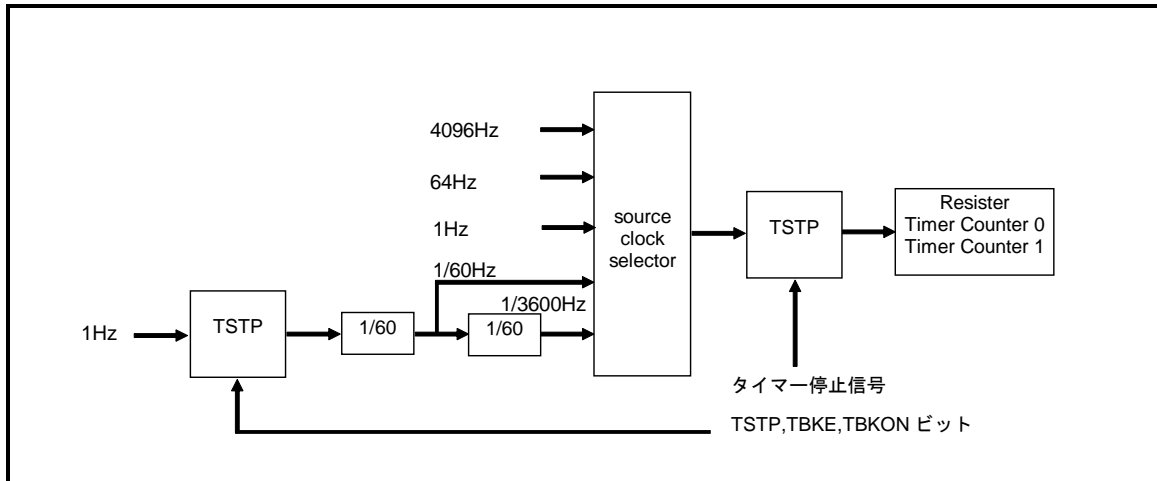 4096Hz
64Hz
1Hz
1/60Hz
1/3600Hz
source
clock
selector
TSTP
Resister
Timer Counter 0
Timer Counter 1
1Hz
TSTP
1/60
1/60
タイマー停止信号
TSTP,TBKE,TBKON ビット